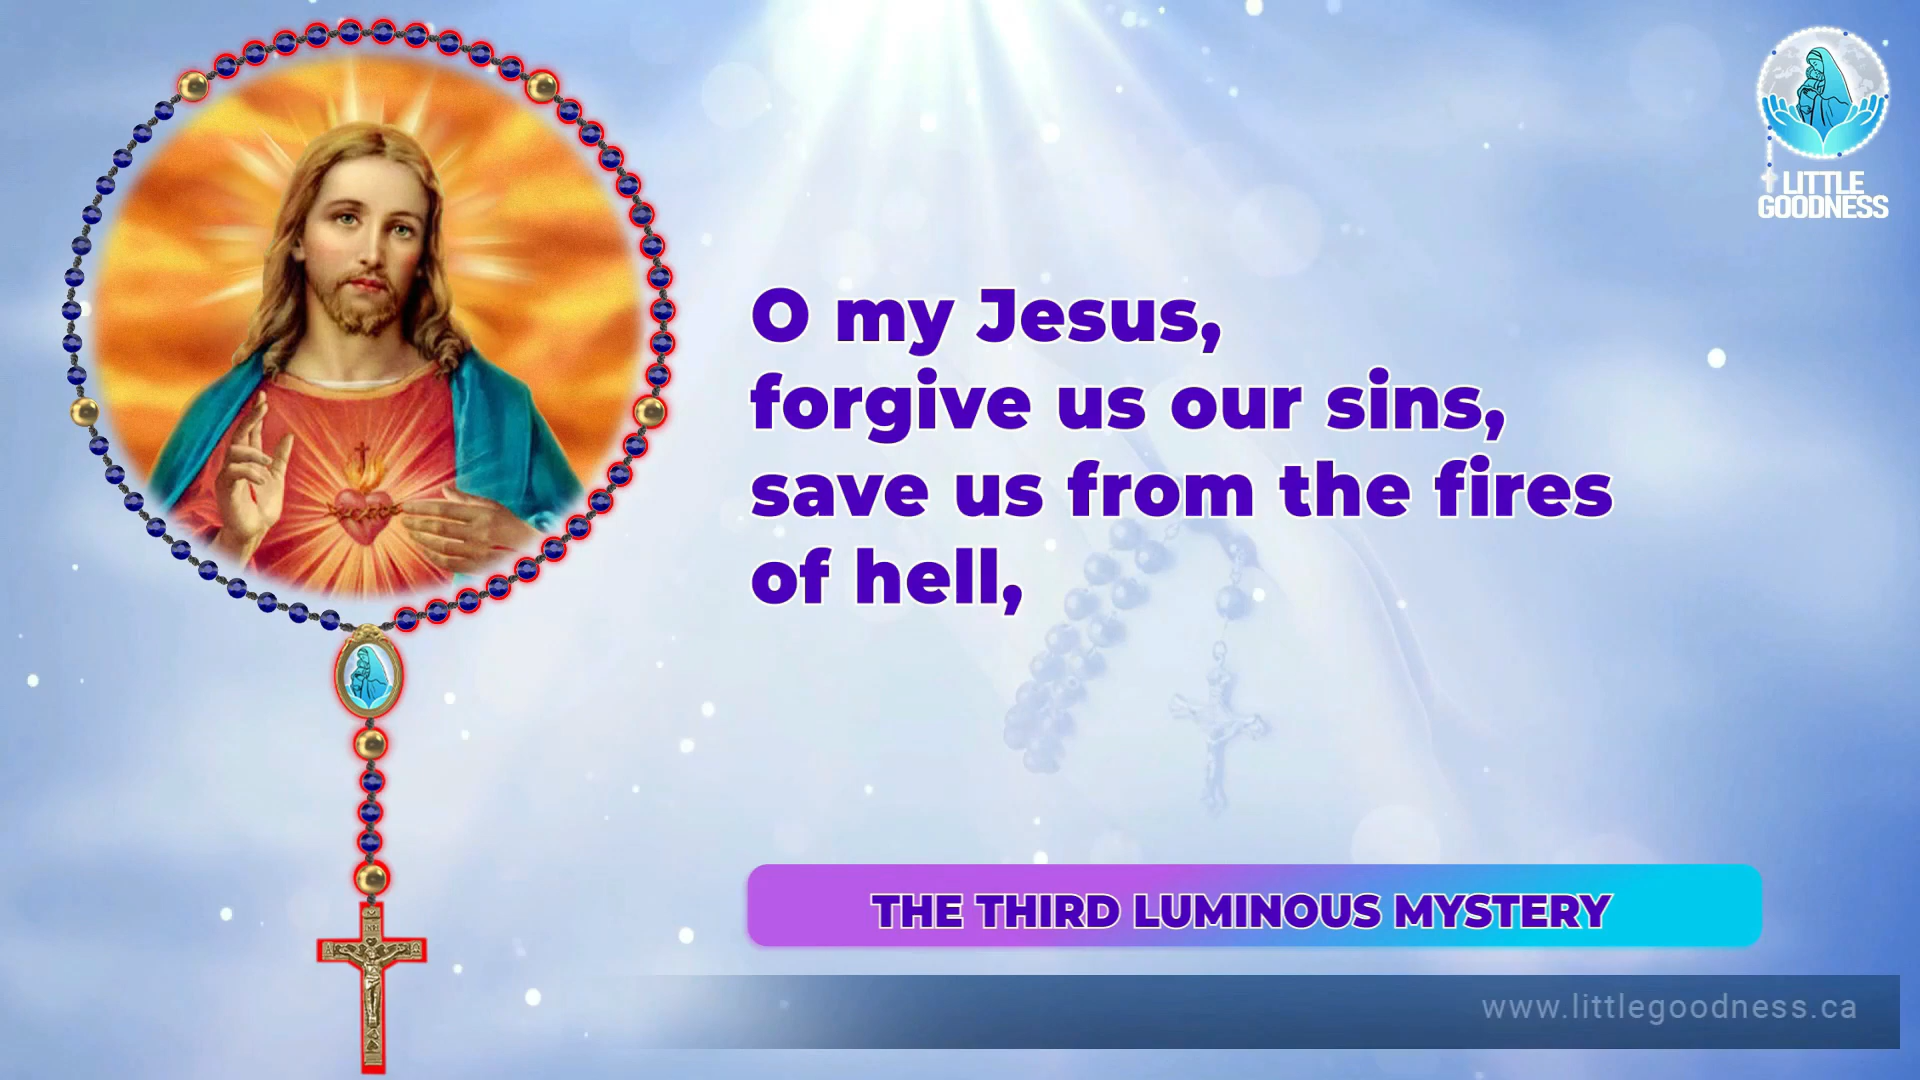 LITTLE
GOODNESS
O my Jesus,
forgive us our sins,
save us from the fires
of hell,
THE THIRD LUMINOUS MYSTERY
www.littlegoodness.ca
INRI